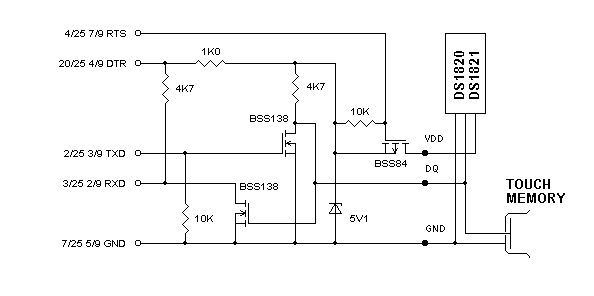 4/25 7/9 RTS
1K0
20/25 4/9 DTR
4K7
4K7
DS1820
DS1821
BSS138
10K
VDD
2/25 3/9 TXD
BSS84
DQ
3/25 2/9 RXD
BSS138
TOUCH
MEMORY
10K
5V1
GND
7/25 5/9 GND